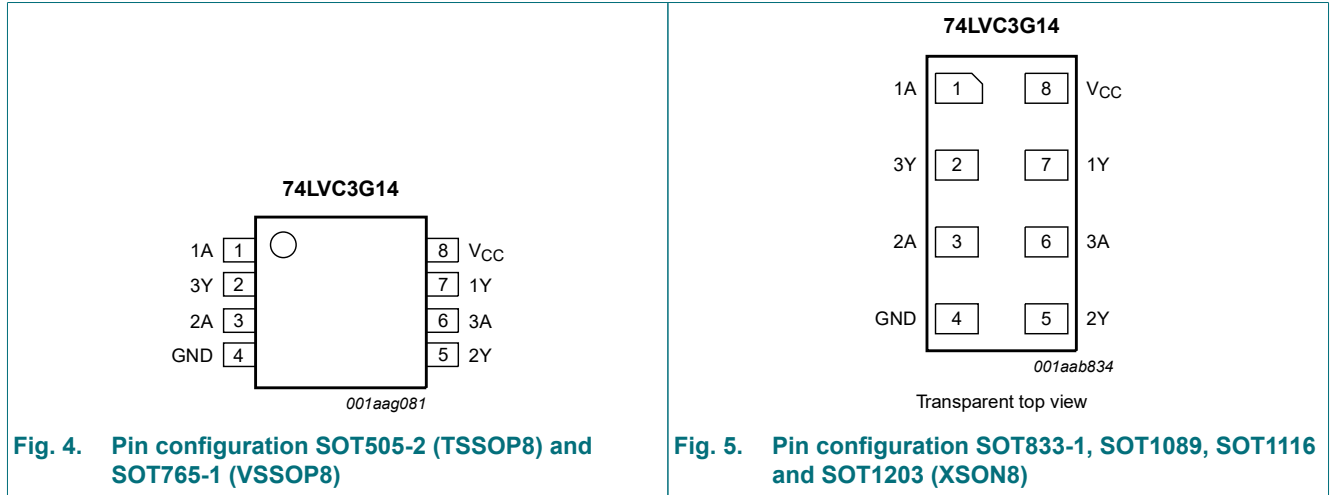 74LVC3G14
1A 1 8 VCC
3Y 2 7 1Y
2A 3 6 3A
GND 4 5 2Y
001aag081
Fig. 4. Pin configuration SOT505-2 (TSSOP8) and
SOT765-1 (VSSOP8)
74LVC3G14
1A 1 8 VCC
3Y 2 7 1Y
2A 3 6 3A
GND 4 5 2Y
001aab834
Transparent top view
Fig. 5. Pin configuration SOT833-1, SOT1089, SOT1116
and SOT1203 (XSON8)